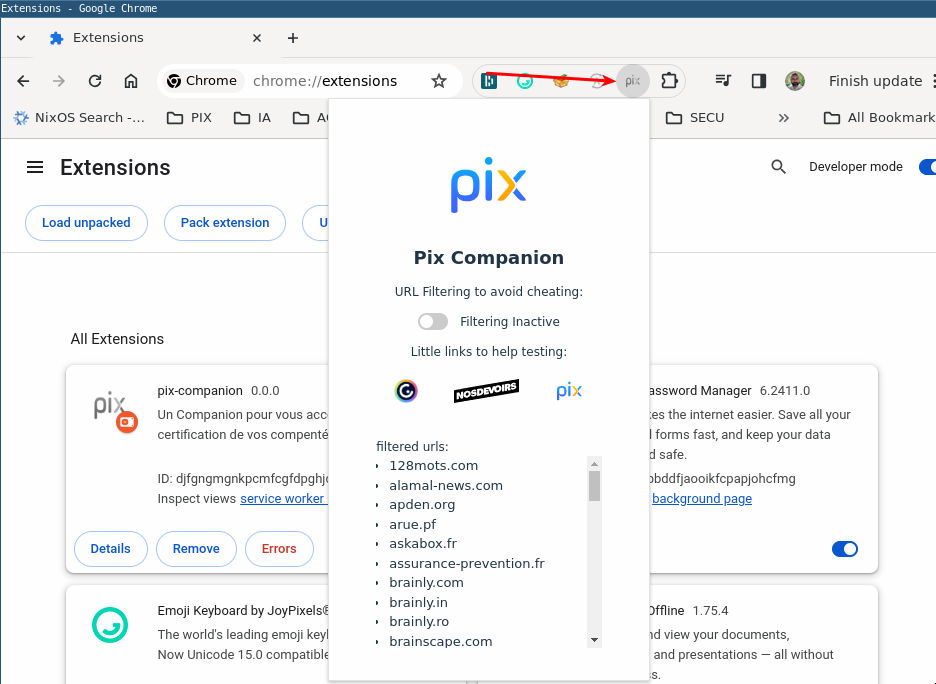 Extensions - Google Chrome
Extensions
Chrome chrome://extensions pix Finish update
NixOS Search -... PIX IA SECU » All Bookmark
Extensions
Developer mode
Load unpacked Pack extension U
pix
Pix Companion
URL Filtering to avoid cheating:
Filtering Inactive
Little links to help testing:
NOSDEVOIRS pix
filtered urls:
128mots.com
alamal-news.com
apden.org
arue.pf
askabox.fr
assurance-prevention.fr
brainly.com
brainly.in
brainly.ro
brainscape.com
All Extensions
pix
pix-companion 0.0.0
Un Companion pour vous acc
certification de vos compenté
ID: djfgngmgnkpcmfcgfdpghj
Inspect views service worker
Details Remove Errors
assword Manager 6.2411.0
kes the internet easier. Save all your
l forms fast, and keep your data
d safe.
bbddfjaooikfcpapjohcfmg
background page
Emoji Keyboard by JoyPixels®
The world's leading emoji key
Now Unicode 15.0 compatible
Offline 1.75.4
nd view your documents,
and presentations — all without
s.